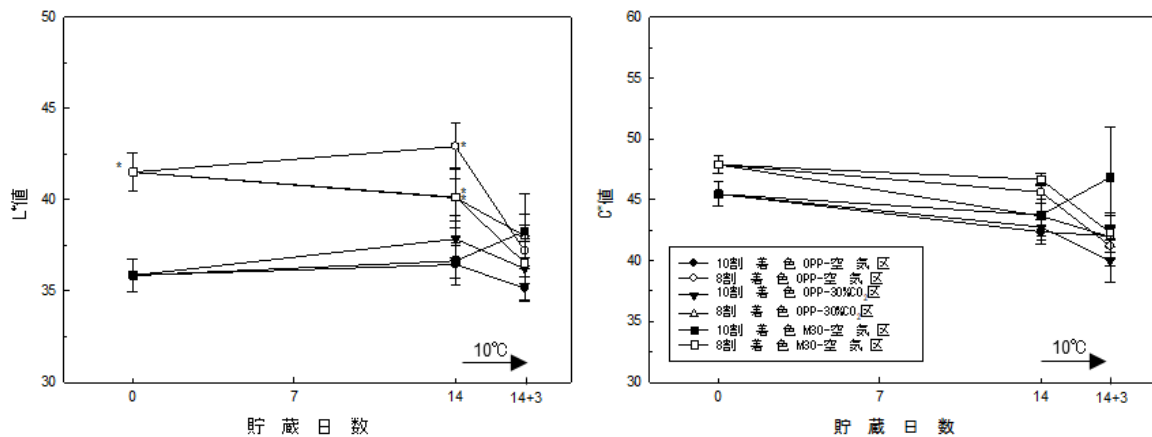 50
45
40
35
30
L*値
*
*
*
*
10℃
0
7
14
14+3
貯 蔵 日 数
60
55
50
45
40
35
30
C*値
10割 着 色 OPP-空 気 区
8割 着 色 OPP-空 気 区
10割 着 色 OPP-30%CO2区
8割 着 色 OPP-30%CO2区
10割 着 色 M30-空 気 区
8割 着 色 M30-空 気 区
10℃
0
7
14
14+3
貯 蔵 日 数